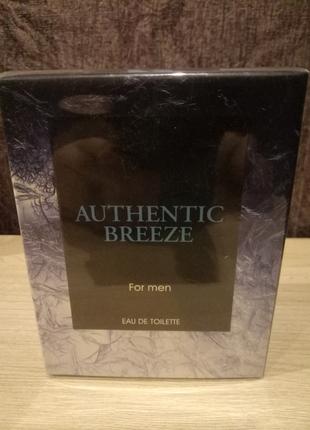 AUTHENTIC
BREEZE
For men
EAU DE TOILETTE